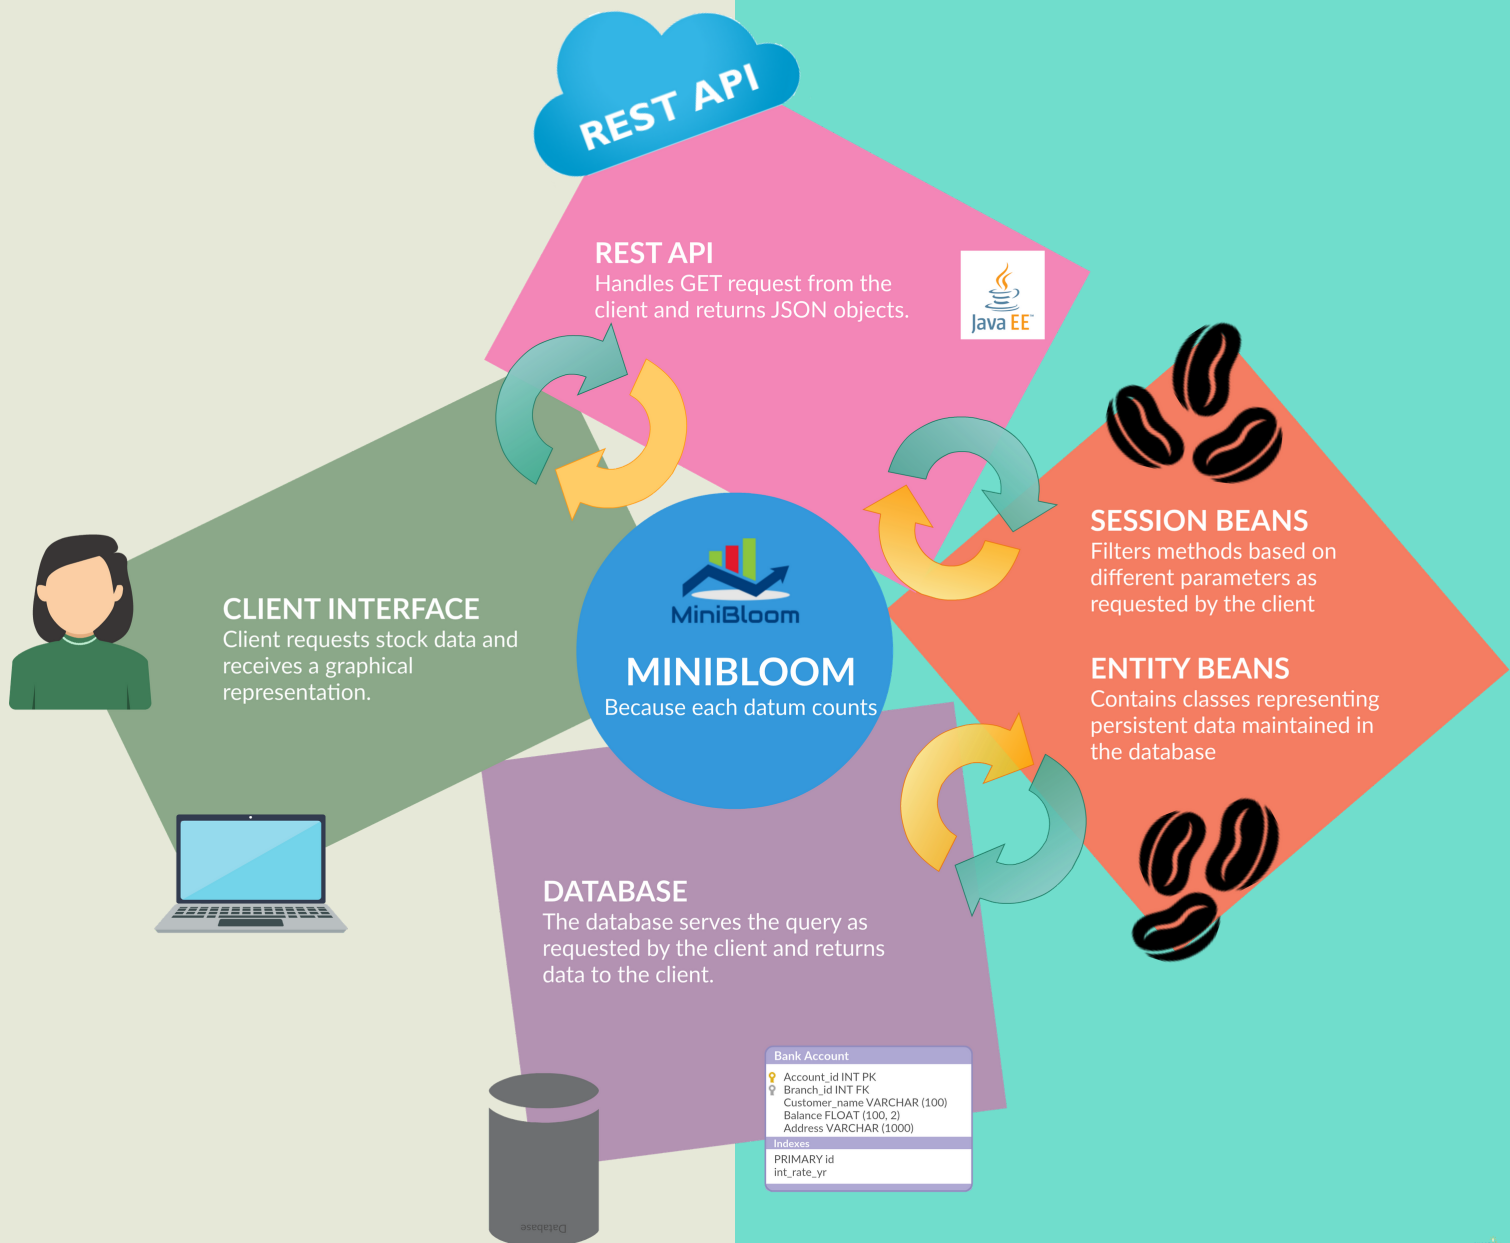 REST API
REST API
Handles GET request from the
client and returns JSON objects.
Java EE™
SESSION BEANS
Filters methods based on
different parameters as
requested by the client
CLIENT INTERFACE
Client requests stock data and
receives a graphical
representation.
MiniBloom
MINIBLOOM
Because each datum counts
ENTITY BEANS
Contains classes representing
persistent data maintained in
the database
DATABASE
The database serves the query as
requested by the client and returns
data to the client.
Bank Account
Account_id INT PK
Branch_id INT FK
Customer_name VARCHAR (100)
Balance FLOAT (100, 2)
Address VARCHAR (1000)
Indexes
PRIMARY id
int_rate_yr
Database